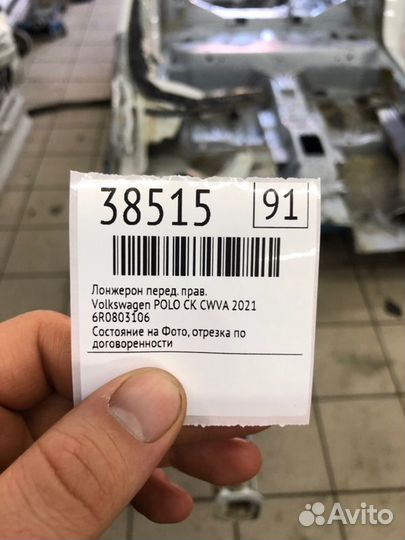 38515 91
Лонжерон перед. прав.
Volkswagen POLO CK CWVA 2021
6R0803106
Состояние на Фото, отрезка по
договоренности
Avito